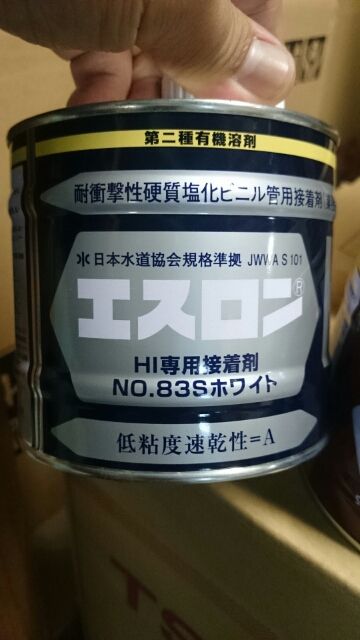 第二種有機溶剤
耐衝撃性硬質塩化ビニル管用接着剤
日本水道協会規格準拠 JWWA S 101
エスロン®
HI専用接着剤
NO.83Sホワイト
低粘度速乾性=A
TS